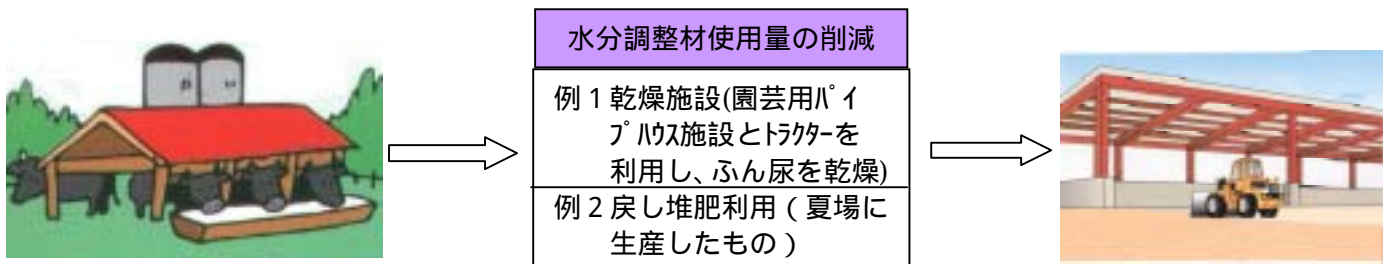 水分調整材使用量の削減
例1乾燥施設(園芸用ﾊﾟｲ
ﾌﾟﾊｳｽ施設とﾄﾗｸﾀｰを
利用し、ふん尿を乾燥)
例2戻し堆肥利用(夏場に
生産したもの)